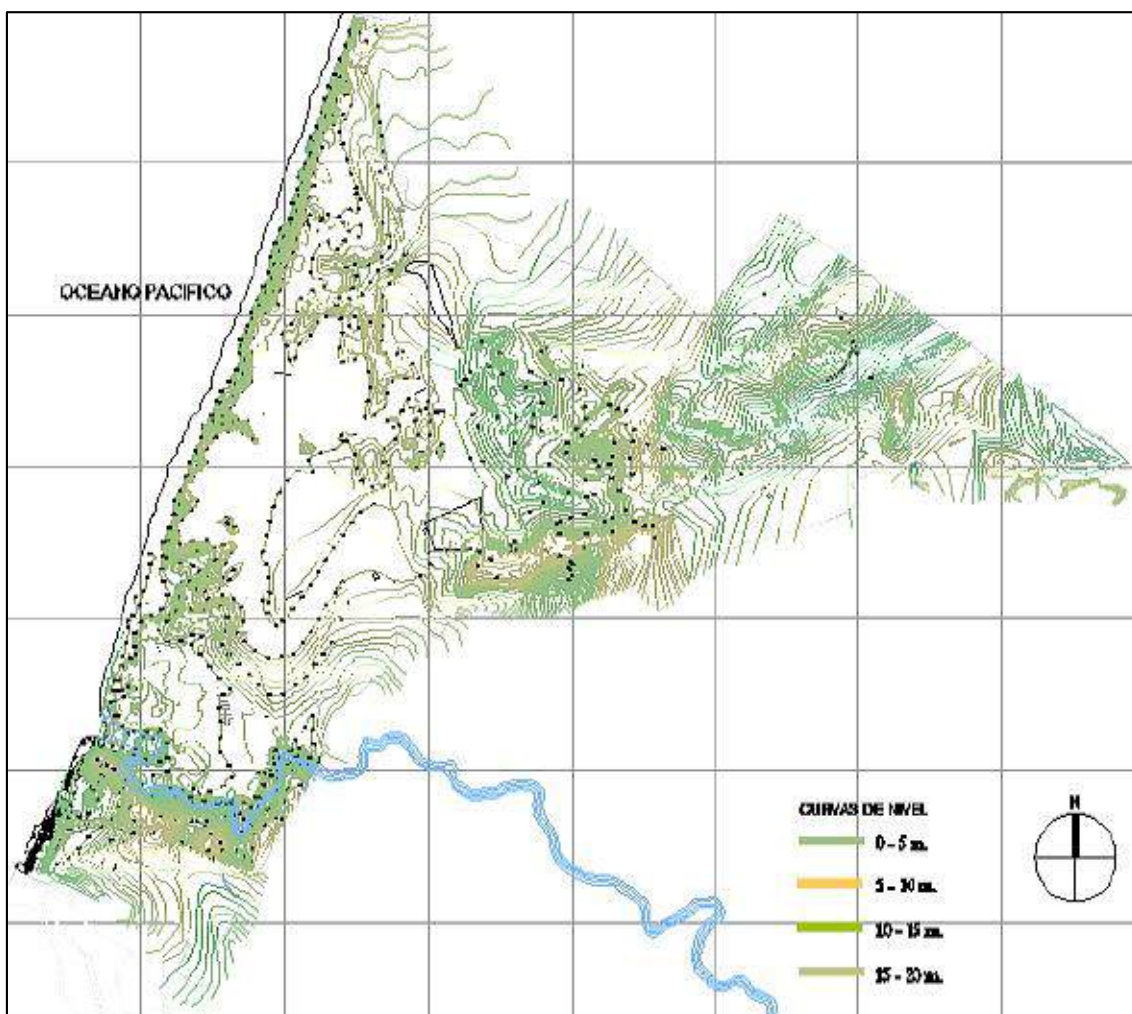 OCEANO PACIFICO
N
CURVAS DE NIVEL
0 - 5 m.
5 - 10 m.
10 - 15 m.
15 - 20 m.